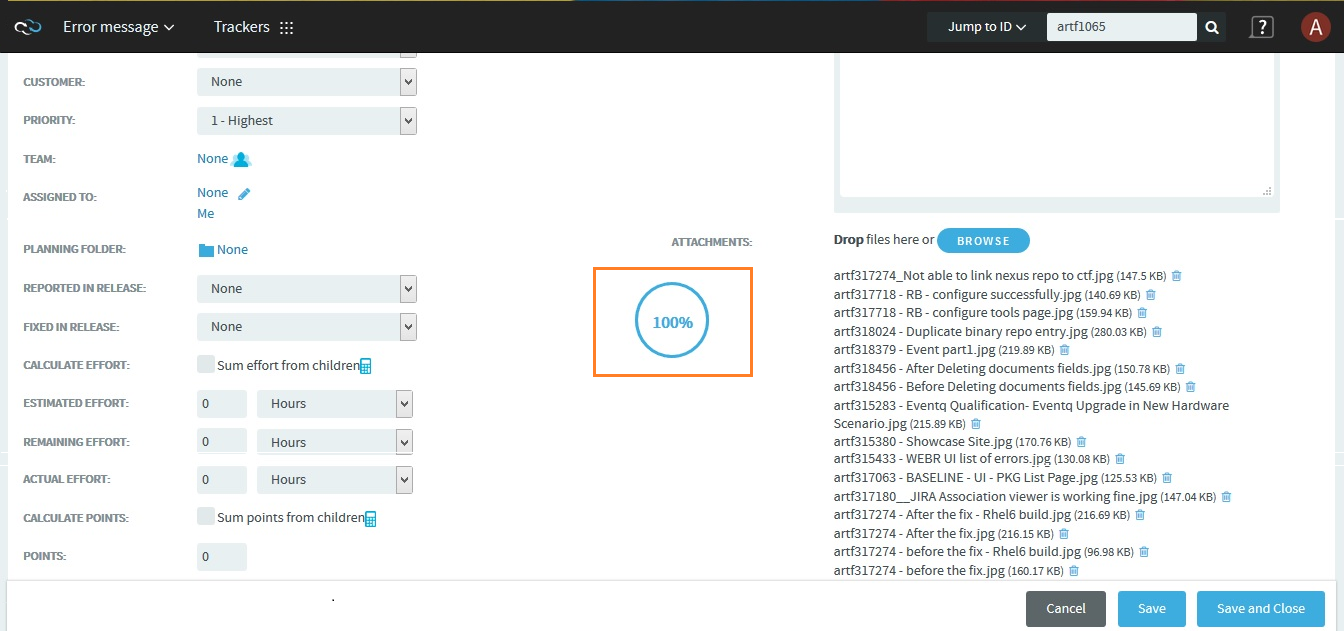 Error message
Trackers
Jump to ID
artf1065
?
A
CUSTOMER:
None
PRIORITY:
1 - Highest
TEAM:
None
ASSIGNED TO:
None
Me
PLANNING FOLDER:
None
REPORTED IN RELEASE:
None
FIXED IN RELEASE:
None
CALCULATE EFFORT:
Sum effort from children
ESTIMATED EFFORT:
0
Hours
REMAINING EFFORT:
0
Hours
ACTUAL EFFORT:
0
Hours
CALCULATE POINTS:
Sum points from children
POINTS:
0
ATTACHMENTS:
100%
Drop files here or BROWSE
artf317274_Not able to link nexus repo to ctf.jpg (147.5 KB)
artf317718 - RB - configure successfully.jpg (140.69 KB)
artf317718 - RB - configure tools page.jpg (159.94 KB)
artf318024 - Duplicate binary repo entry.jpg (280.03 KB)
artf318379 - Event part1.jpg (219.89 KB)
artf318456 - After Deleting documents fields.jpg (150.78 KB)
artf318456 - Before Deleting documents fields.jpg (145.69 KB)
artf315283 - Eventq Qualification- Eventq Upgrade in New Hardware
Scenario.jpg (215.89 KB)
artf315380 - Showcase Site.jpg (170.76 KB)
artf315433 - WEBR UI list of errors.jpg (130.08 KB)
artf317063 - BASELINE - UI - PKG List Page.jpg (125.53 KB)
artf317180__JIRA Association viewer is working fine.jpg (147.04 KB)
artf317274 - After the fix - Rhel6 build.jpg (216.69 KB)
artf317274 - After the fix.jpg (216.15 KB)
artf317274 - before the fix - Rhel6 build.jpg (96.98 KB)
artf317274 - before the fix.jpg (160.17 KB)
.
Cancel
Save
Save and Close